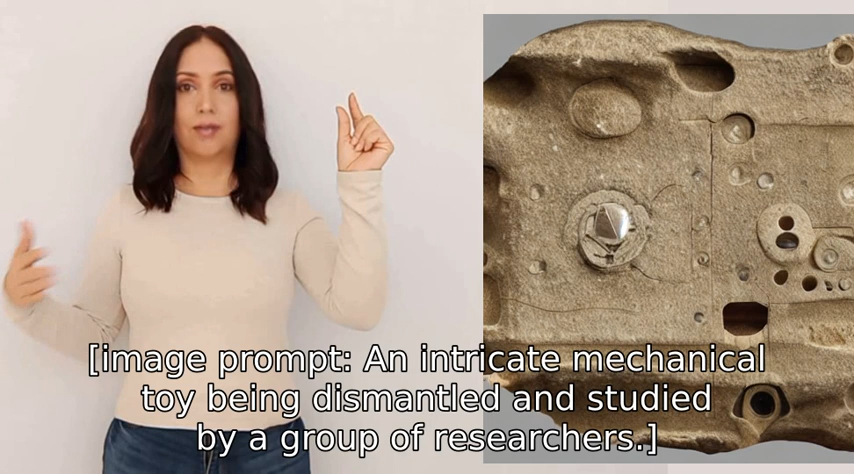 [image prompt: An intricate mechanical
toy being dismantled and studied
by a group of researchers.]